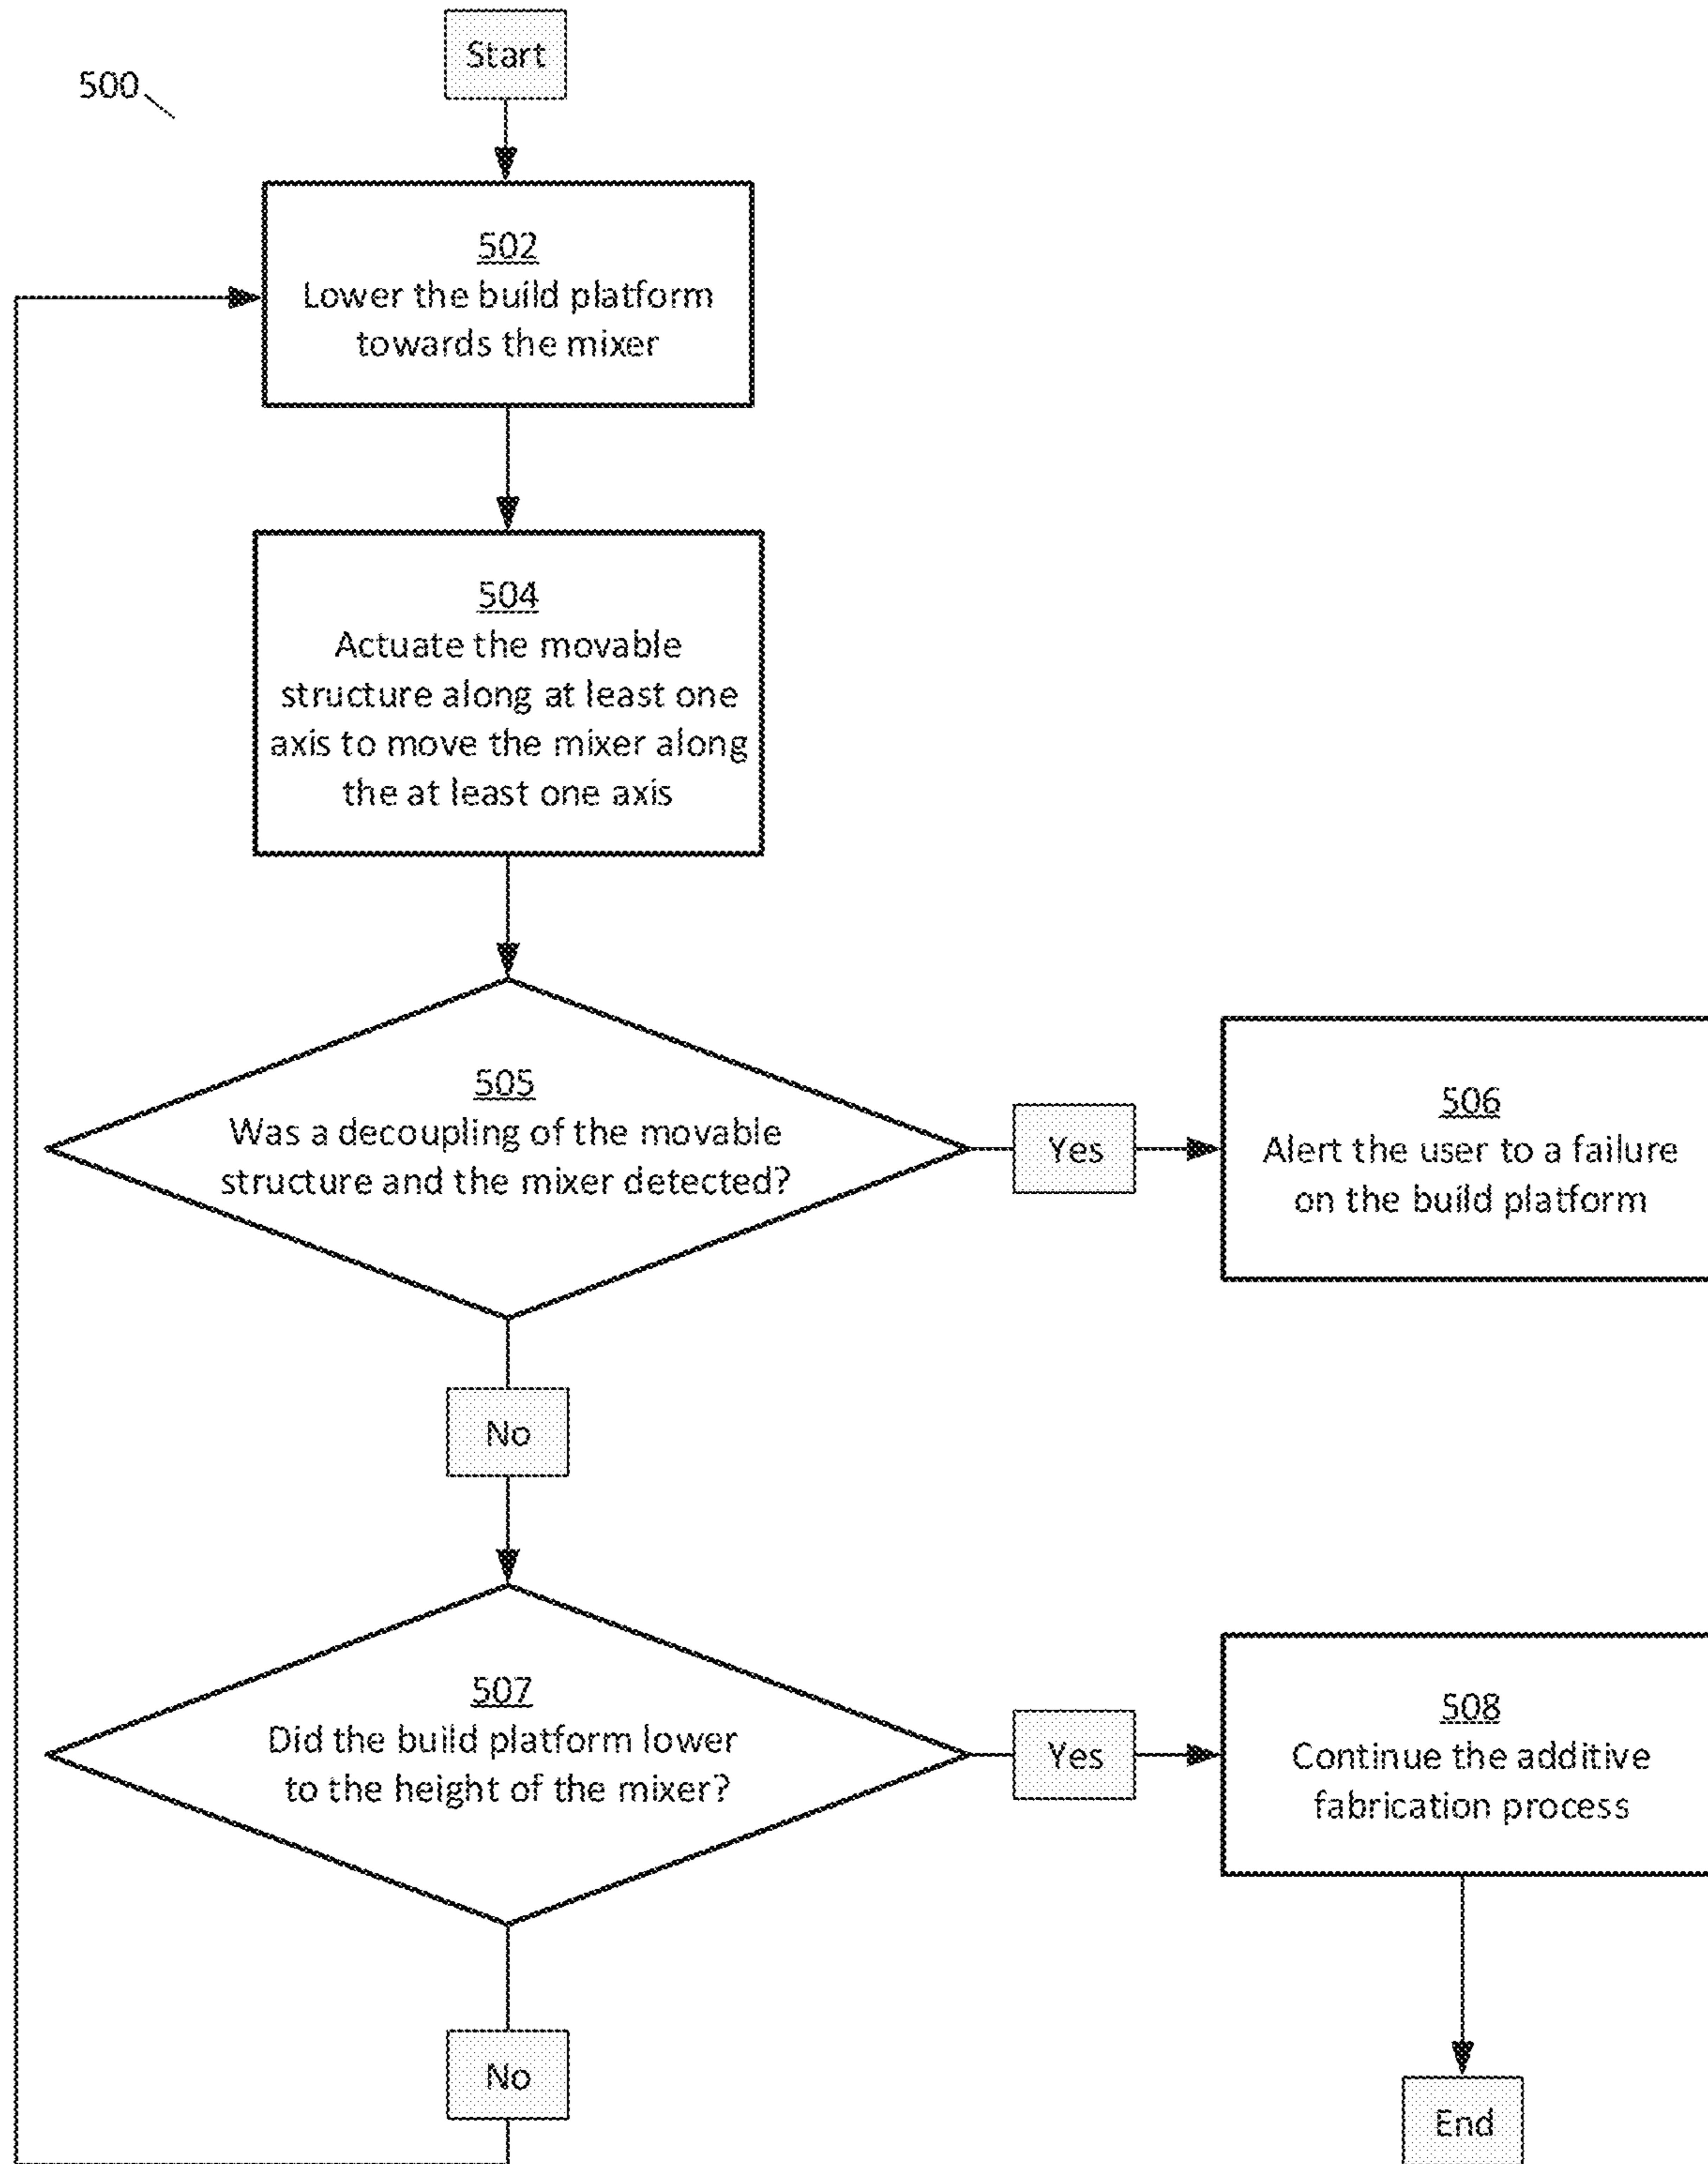 Start
500
502
Lower the build platform
towards the mixer
504
Actuate the movable
structure along at least one
axis to move the mixer along
the at least one axis
505
Was a decoupling of the movable
structure and the mixer detected?
Yes
506
Alert the user to a failure
on the build platform
No
507
Did the build platform lower
to the height of the mixer?
Yes
508
Continue the additive
fabrication process
No
End